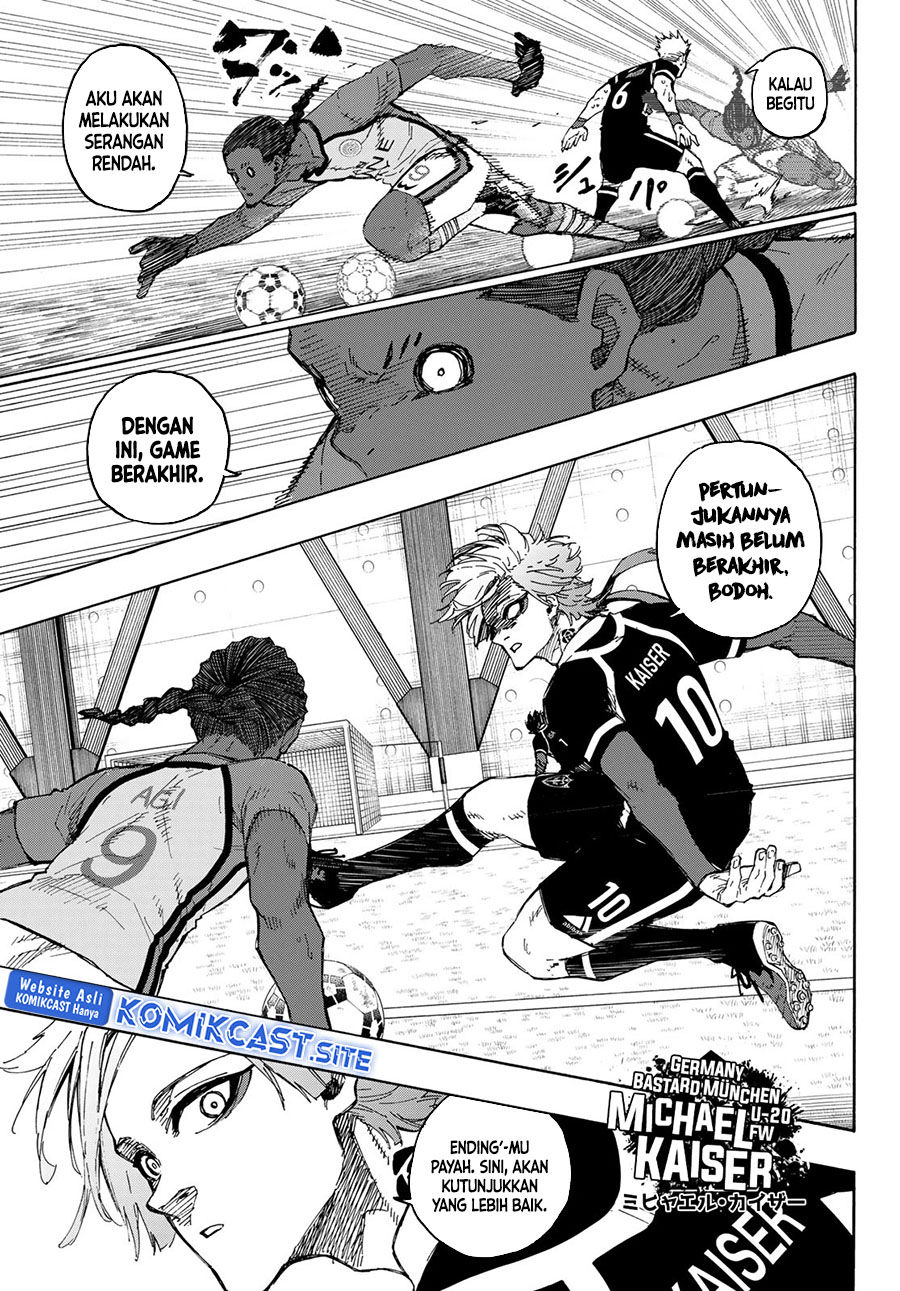 KALAU
BEGITU
6
AKU AKAN
MELAKUKAN
SERANGAN
RENDAH.
9
DENGAN
INI, GAME
BERAKHIR.
PERTUN-
JUKANNYA
MASIH BELUM
BERAKHIR,
BODOH.
KAISER
10
10
AGI
9
Website Asli
KOMIKCAST Hanya
KOMIKCAST.SITE
GERMANY
BASTARD MÜNCHEN
MICHAEL
U-20
FW
KAISER
ミヒャエル・カイザー
ENDING'-MU
PAYAH. SINI, AKAN
KUTUNJUKKAN
YANG LEBIH BAIK.
KAISER